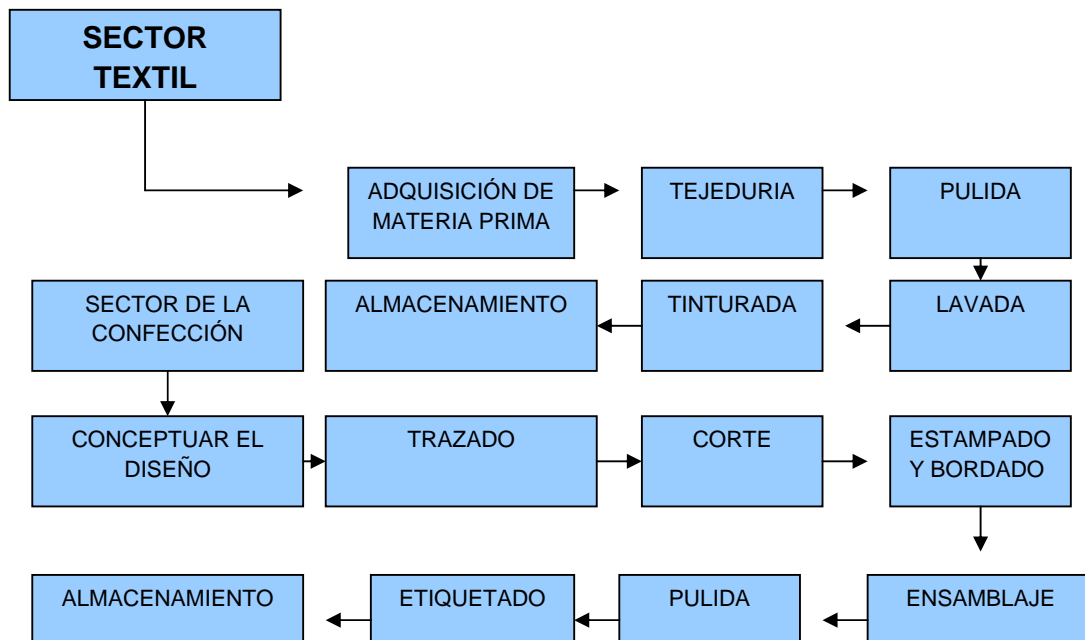 SECTOR
TEXTIL
ADQUISICIÓN DE
MATERIA PRIMA
TEJEDURIA
PULIDA
SECTOR DE LA
CONFECCIÓN
ALMACENAMIENTO
TINTURADA
LAVADA
CONCEPTUAR EL
DISEÑO
TRAZADO
CORTE
ESTAMPADO
Y BORDADO
ALMACENAMIENTO
ETIQUETADO
PULIDA
ENSAMBLAJE